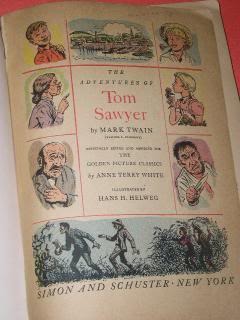 THE
ADVENTURES OF
Tom
Sawyer
by MARK TWAIN
ESPECIALLY EDITED AND ABRIDGED FOR
THE
GOLDEN PICTURE CLASSICS
by ANNE TERRY WHITE
ILLUSTRATED BY
HANS H. HELWEG
SIMON AND SCHUSTER · NEW YORK